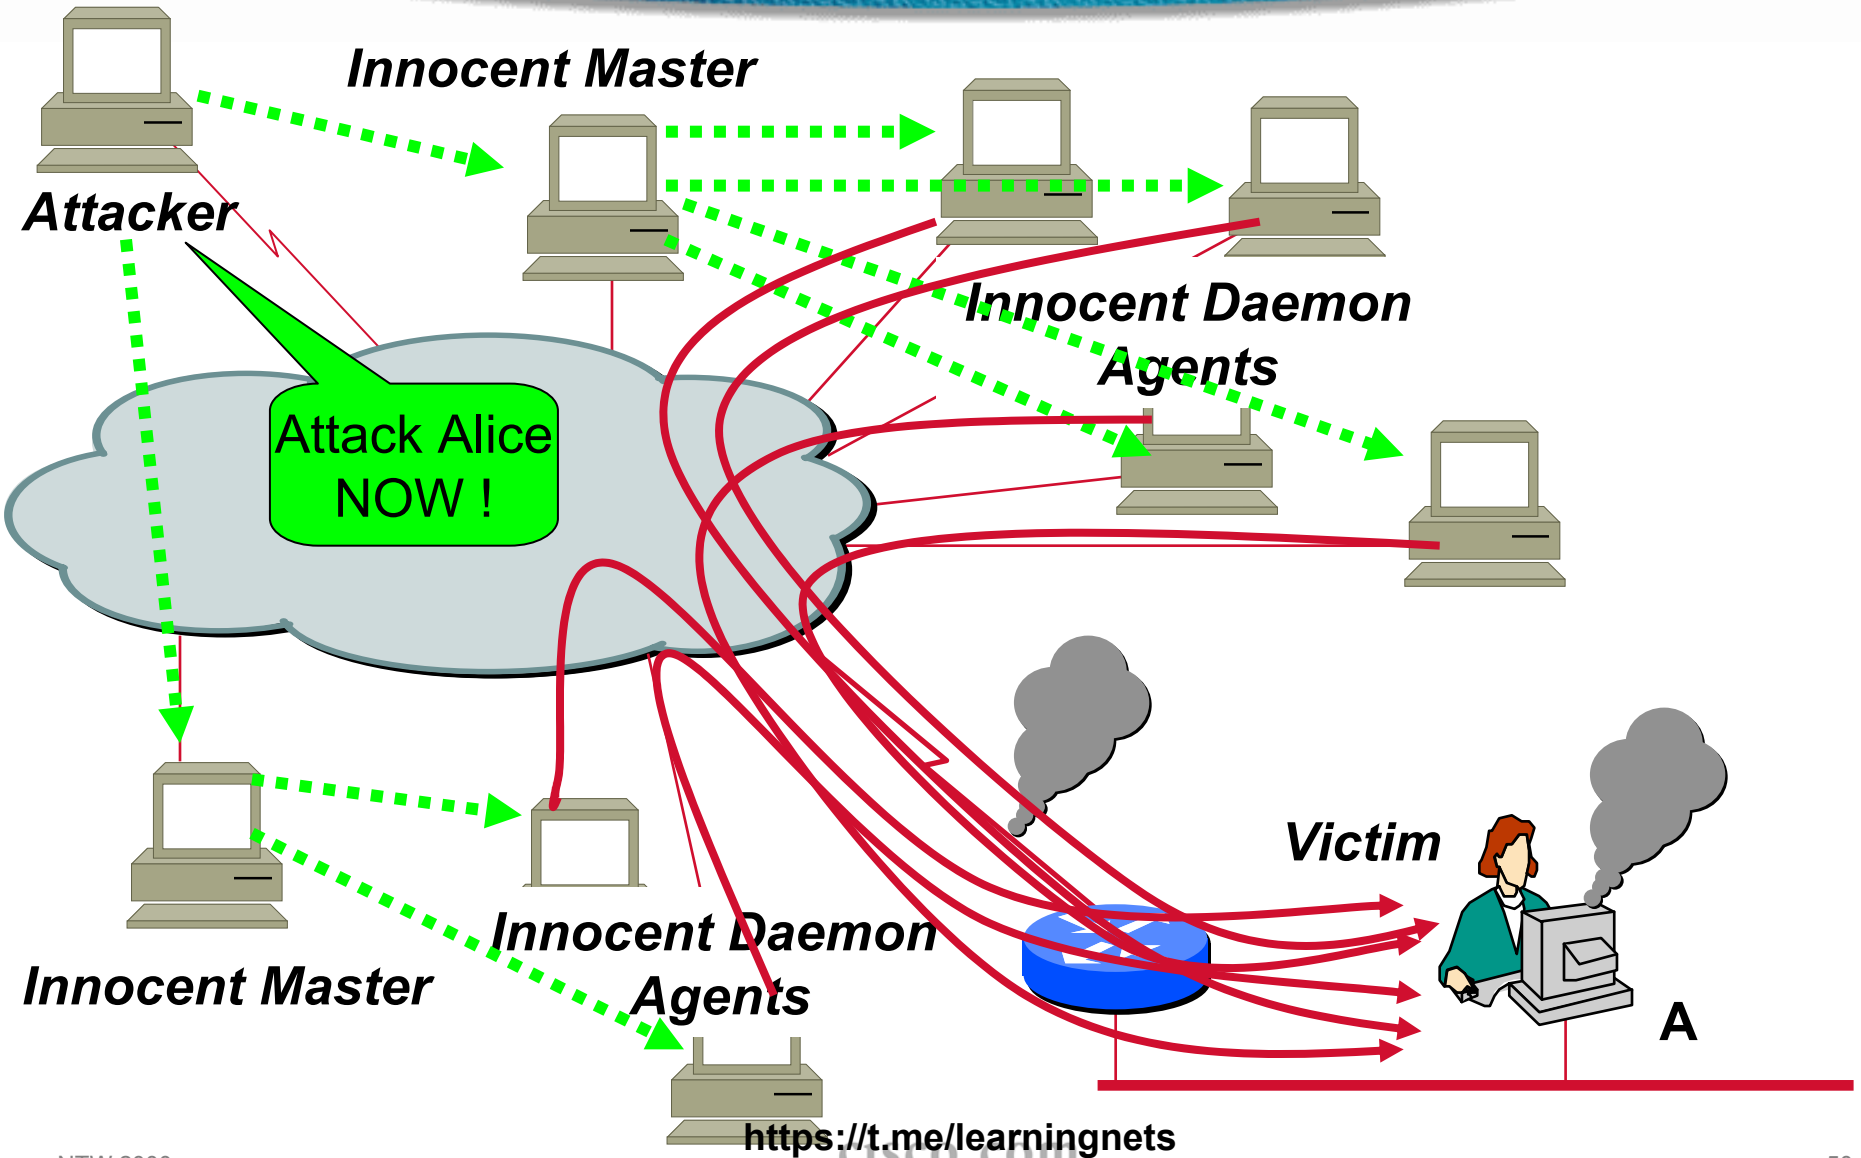 Innocent Master
Attacker
Innocent Daemon
Agents
Attack Alice
NOW !
Victim
Innocent Daemon
Agents
Innocent Master
A
https://t.me/learningnets